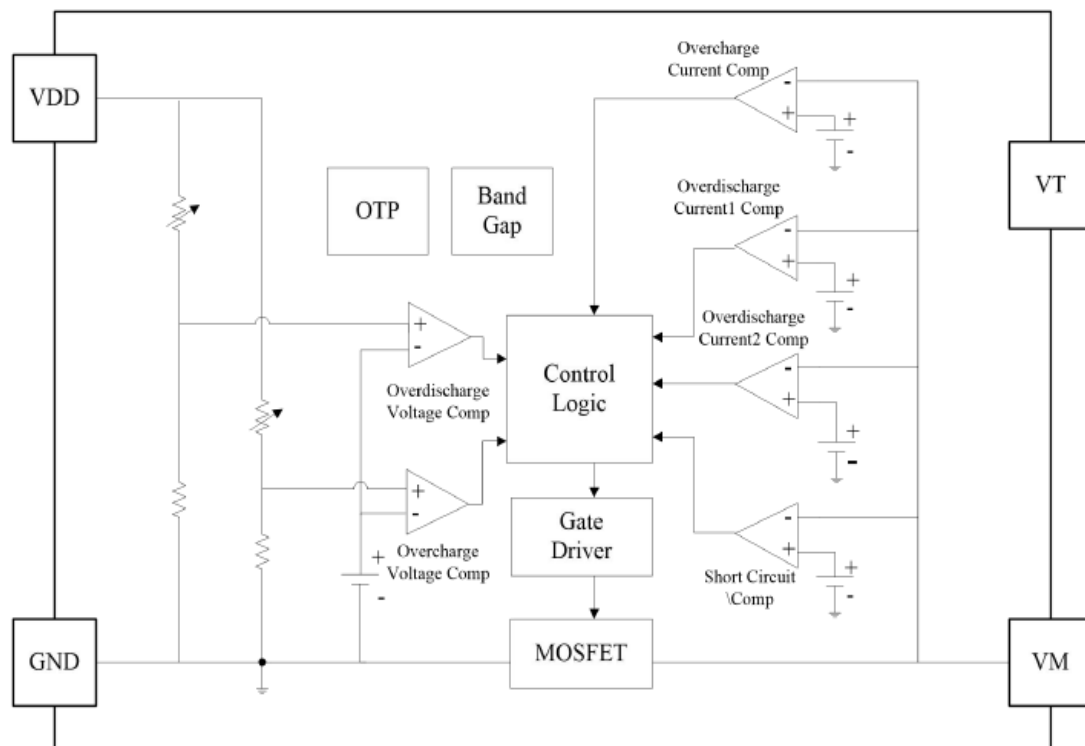 Overcharge
Current Comp
-
+
+
-
VDD
VT
OTP
Band
Gap
Overdischarge
Current1 Comp
-
+
+
-
Overdischarge
Current2 Comp
+
-
Control
Logic
-
+
+
-
Overdischarge
Voltage Comp
+
-
Gate
Driver
-
+
+
-
Overcharge
Voltage Comp
+
-
Short Circuit
\Comp
GND
MOSFET
VM